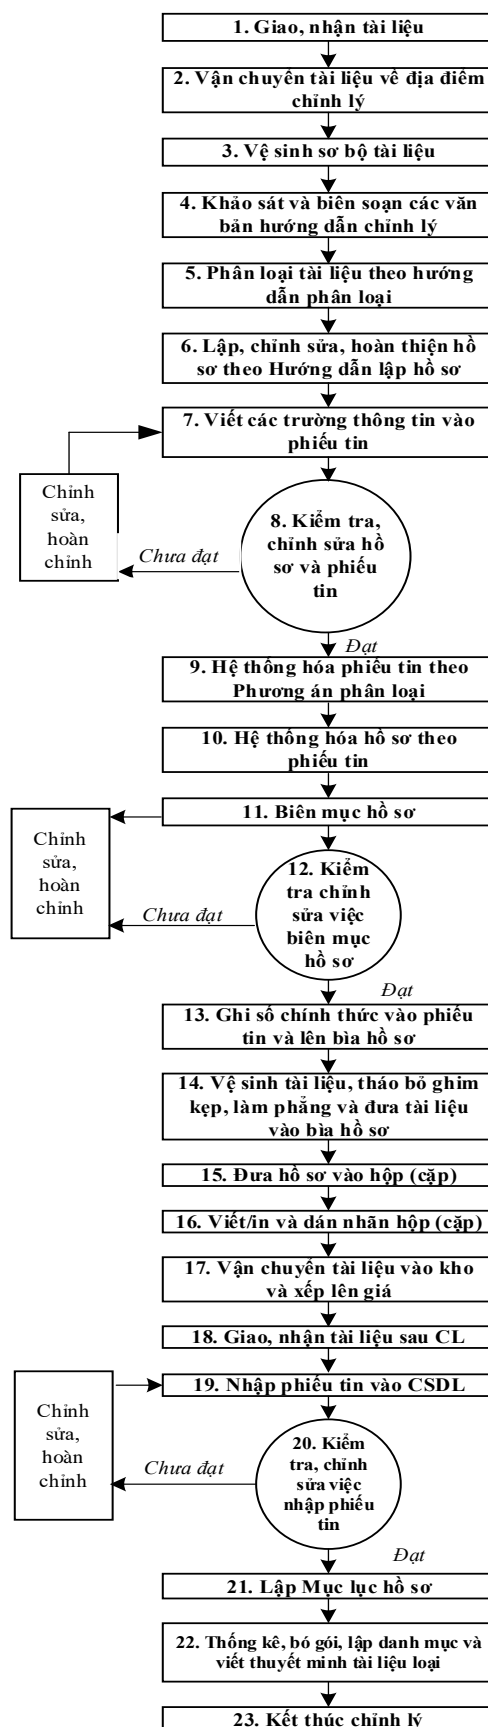 1. Giao, nhận tài liệu
2. Vận chuyển tài liệu về địa điểm
chỉnh lý
3. Vệ sinh sơ bộ tài liệu
4. Khảo sát và biên soạn các văn
bản hướng dẫn chỉnh lý
5. Phân loại tài liệu theo hướng
dẫn phân loại
6. Lập, chỉnh sửa, hoàn thiện hồ
sơ theo Hướng dẫn lập hồ sơ
7. Viết các trường thông tin vào
phiếu tin
Chỉnh
sửa,
hoàn
chỉnh
Chưa đạt
8. Kiểm tra,
chỉnh sửa hồ
sơ và phiếu
tin
Đạt
9. Hệ thống hóa phiếu tin theo
Phương án phân loại
10. Hệ thống hóa hồ sơ theo
phiếu tin
11. Biên mục hồ sơ
Chỉnh
sửa,
hoàn
chỉnh
Chưa đạt
12. Kiểm
tra chỉnh
sửa việc
biên mục
hồ sơ
Đạt
13. Ghi số chính thức vào phiếu
tin và lên bìa hồ sơ
14. Vệ sinh tài liệu, tháo bỏ ghim
kẹp, làm phẳng và đưa tài liệu
vào bìa hồ sơ
15. Đưa hồ sơ vào hộp (cặp)
16. Viết/in và dán nhãn hộp (cặp)
17. Vận chuyển tài liệu vào kho
và xếp lên giá
18. Giao, nhận tài liệu sau CL
19. Nhập phiếu tin vào CSDL
Chỉnh
sửa,
hoàn
chỉnh
Chưa đạt
20. Kiểm
tra, chỉnh
sửa việc
nhập phiếu
tin
Đạt
21. Lập Mục lục hồ sơ
22. Thống kê, bó gói, lập danh mục và
viết thuyết minh tài liệu loại
23. Kết thúc chỉnh lý